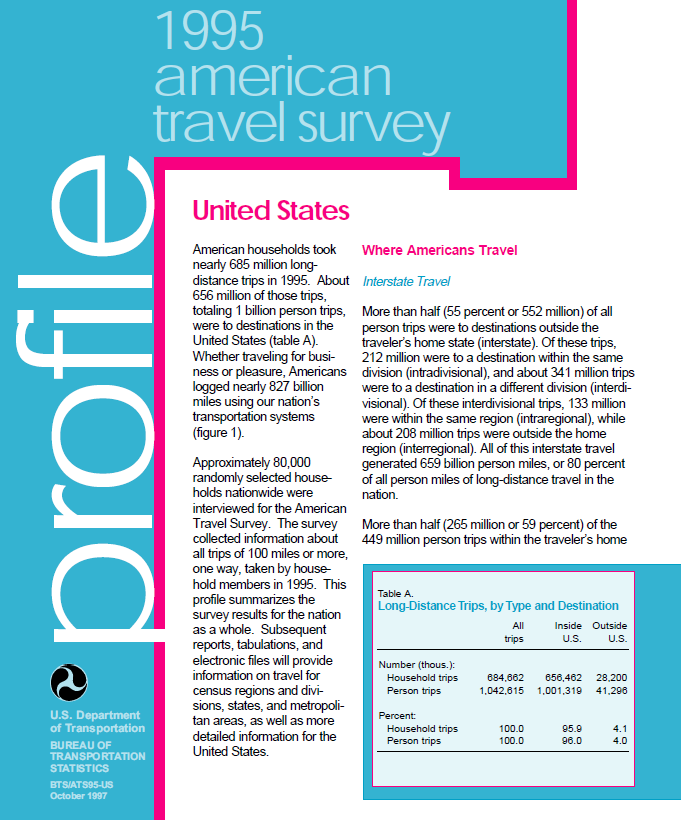 1995
american
travel survey
profile
United States
American households took
nearly 685 million long-
distance trips in 1995.  About
656 million of those trips,
totaling 1 billion person trips,
were to destinations in the
United States (table A).
Whether traveling for busi-
ness or pleasure, Americans
logged nearly 827 billion
miles using our nation's
transportation systems
(figure 1).
Approximately 80,000
randomly selected house-
holds nationwide were
interviewed for the American
Travel Survey.  The survey
collected information about
all trips of 100 miles or more,
one way, taken by house-
hold members in 1995.  This
profile summarizes the
survey results for the nation
as a whole.  Subsequent
reports, tabulations, and
electronic files will provide
information on travel for
census regions and divi-
sions, states, and metropoli-
tan areas, as well as more
detailed information for the
United States.
Where Americans Travel
Interstate Travel
More than half (55 percent or 552 million) of all
person trips were to destinations outside the
traveler's home state (interstate). Of these trips,
212 million were to a destination within the same
division (intradivisional), and about 341 million trips
were to a destination in a different division (interdi-
visional). Of these interdivisional trips, 133 million
were within the same region (intraregional), while
about 208 million trips were outside the home
region (interregional). All of this interstate travel
generated 659 billion person miles, or 80 percent
of all person miles of long-distance travel in the
nation.
More than half (265 million or 59 percent) of the
449 million person trips within the traveler's home
Table A.
Long-Distance Trips, by Type and Destination
All Inside Outside
trips U.S. U.S.
Number (thous.):
Household trips 684,662 656,462 28,200
Person trips 1,042,615 1,001,319 41,296
Percent:
Household trips 100.0 95.9 4.1
Person trips 100.0 96.0 4.0
U.S. Department
of Transportation
BUREAU OF
TRANSPORTATION
STATISTICS
BTS/ATS95-US
October 1997